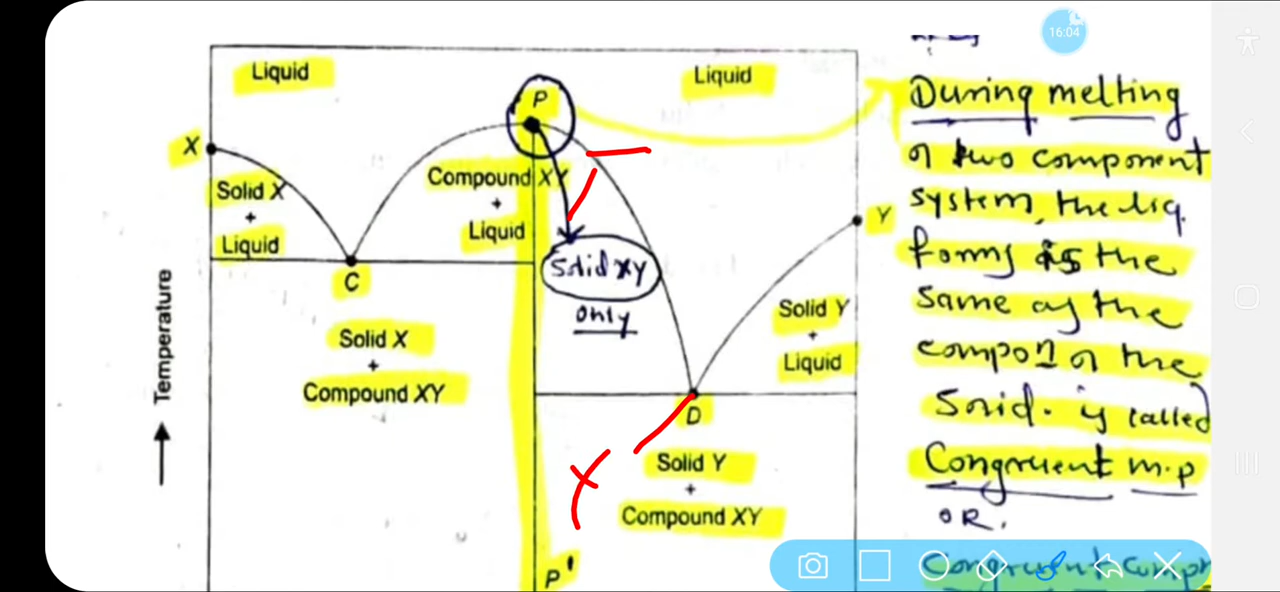 16:04
Liquid
P
Liquid
X
Compound XY
+
Liquid
Solid X
+
Liquid
Y
Solid XY
only
C
Solid Y
+
Liquid
Temperature
Solid X
+
Compound XY
D
Solid Y
+
Compound XY
P'
During melting
of two component
system, the liq.
forms is the
same as the
of the
Solid. is called
Congruent m.p
OR.
Congruent